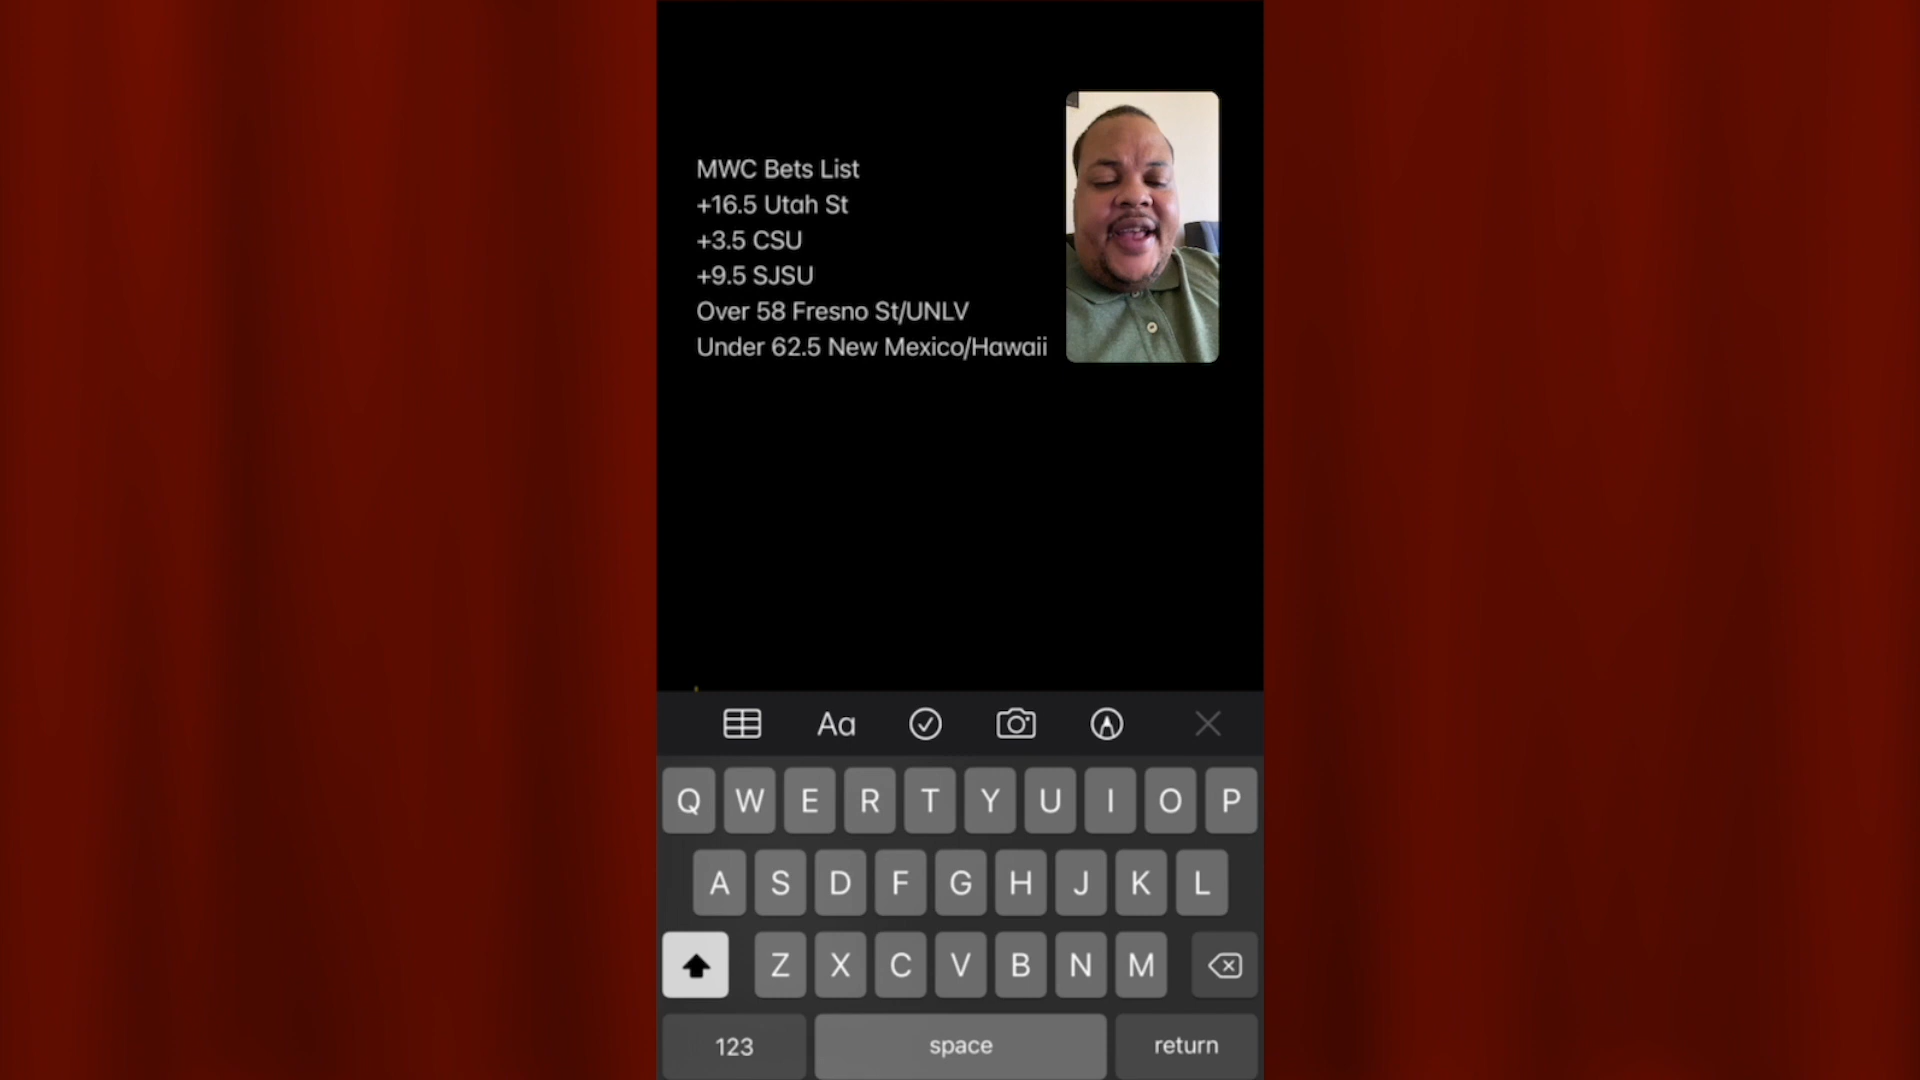 MWC Bets List
+16.5 Utah St
+3.5 CSU
+9.5 SJSU
Over 58 Fresno St/UNLV
Under 62.5 New Mexico/Hawaii
Aa
Q W E R T Y U I O P
A S D F G H J K L
Z X C V B N M
123 space return